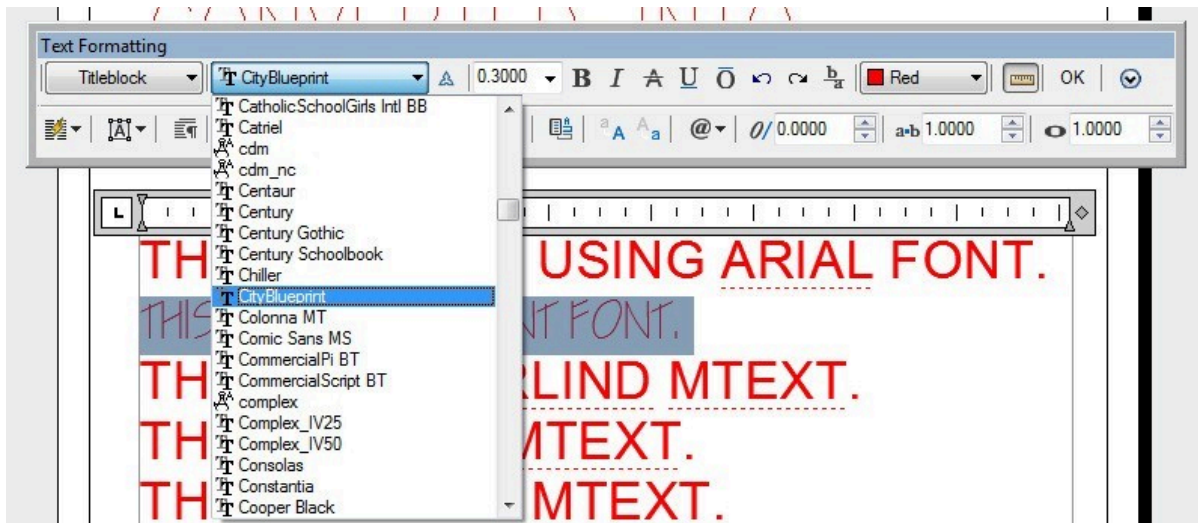 Text Formatting
Titleblock CityBlueprint 0.3000 B I A U O b/a Red OK
@ 0/ 0.0000 a•b 1.0000 1.0000
CatholicSchoolGirls Intl BB
Catriel
cdm
cdm_nc
Centaur
Century
Century Gothic
Century Schoolbook
Chiller
CityBlueprint
Colonna MT
Comic Sans MS
CommercialPi BT
CommercialScript BT
complex
Complex_IV25
Complex_IV50
Consolas
Constantia
Cooper Black
L
TH USING ARIAL FONT.
THIS NT FONT.
TH RLIND MTEXT.
TH MTEXT.
TH MTEXT.